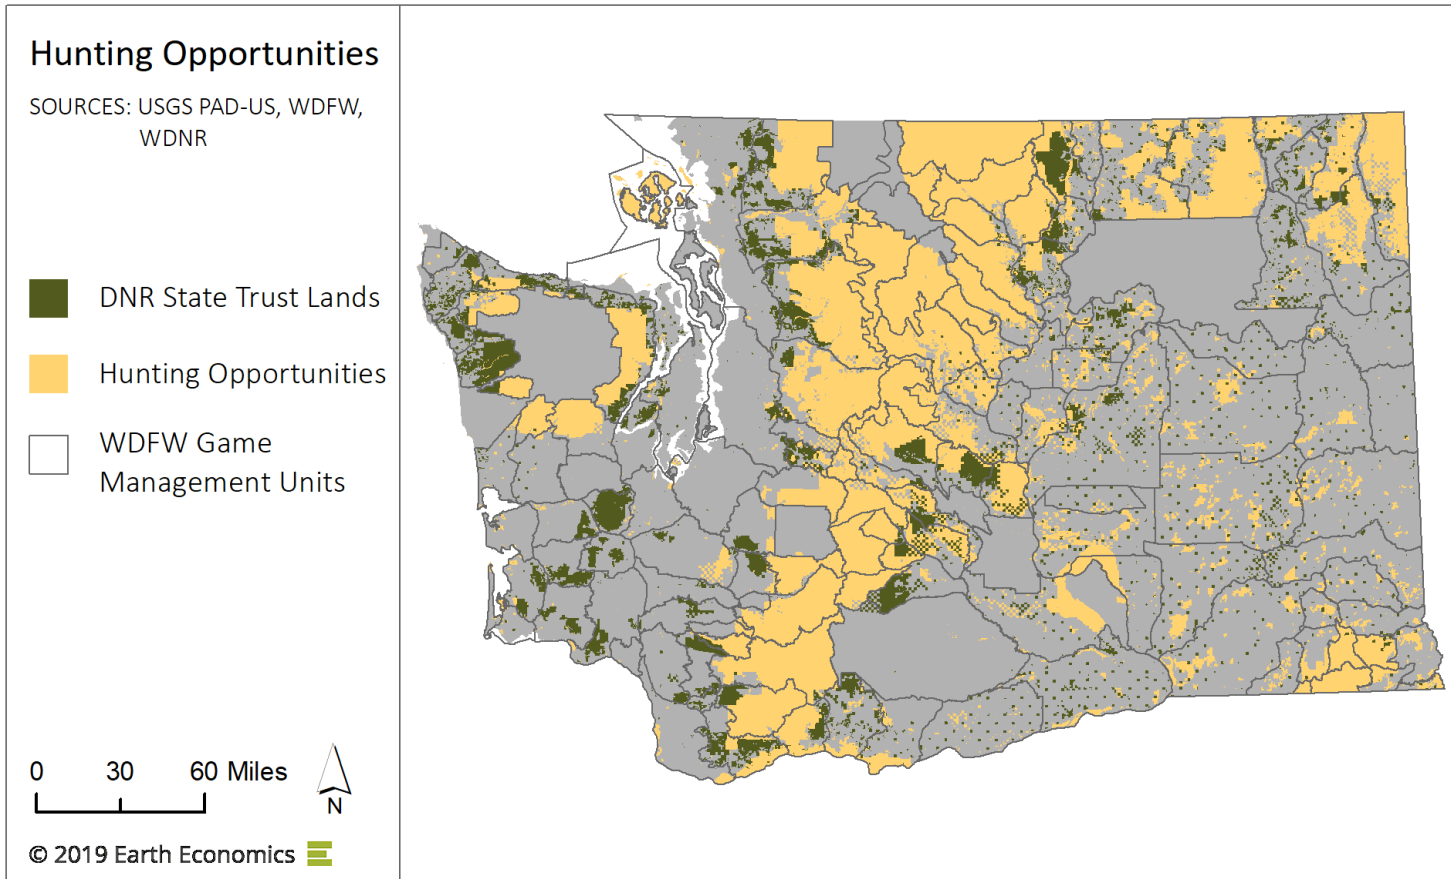 Hunting Opportunities
SOURCES: USGS PAD-US, WDFW,
WDNR
DNR State Trust Lands
Hunting Opportunities
WDFW Game
Management Units
0 30 60 Miles
N
© 2019 Earth Economics